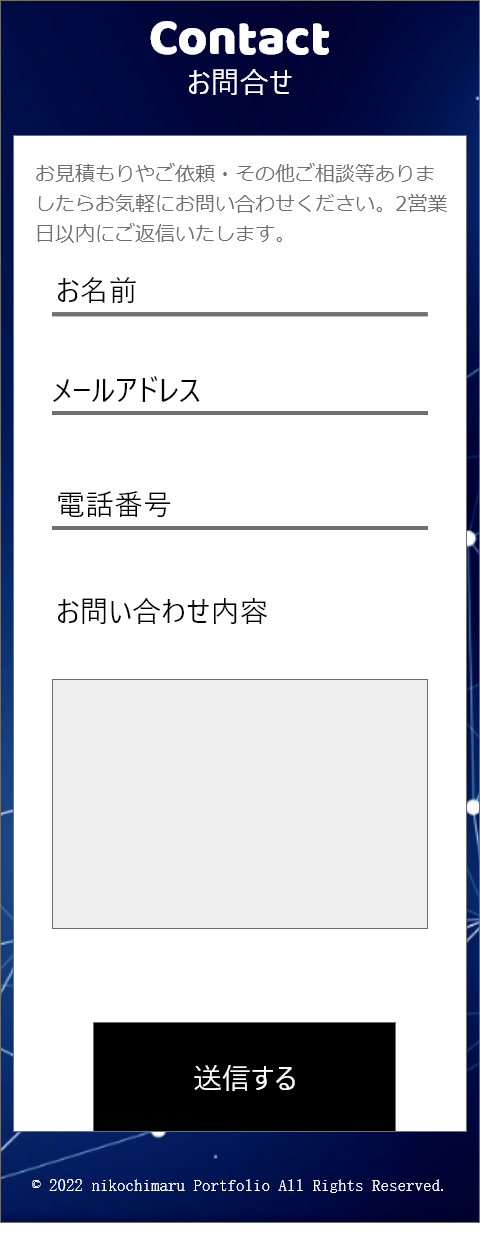 Contact
お問合せ
お見積もりやご依頼・その他ご相談等ありま
したらお気軽にお問い合わせください。2営業
日以内にご返信いたします。
お名前
メールアドレス
電話番号
お問い合わせ内容
送信する
© 2022 nikochimaru Portfolio All Rights Reserved.